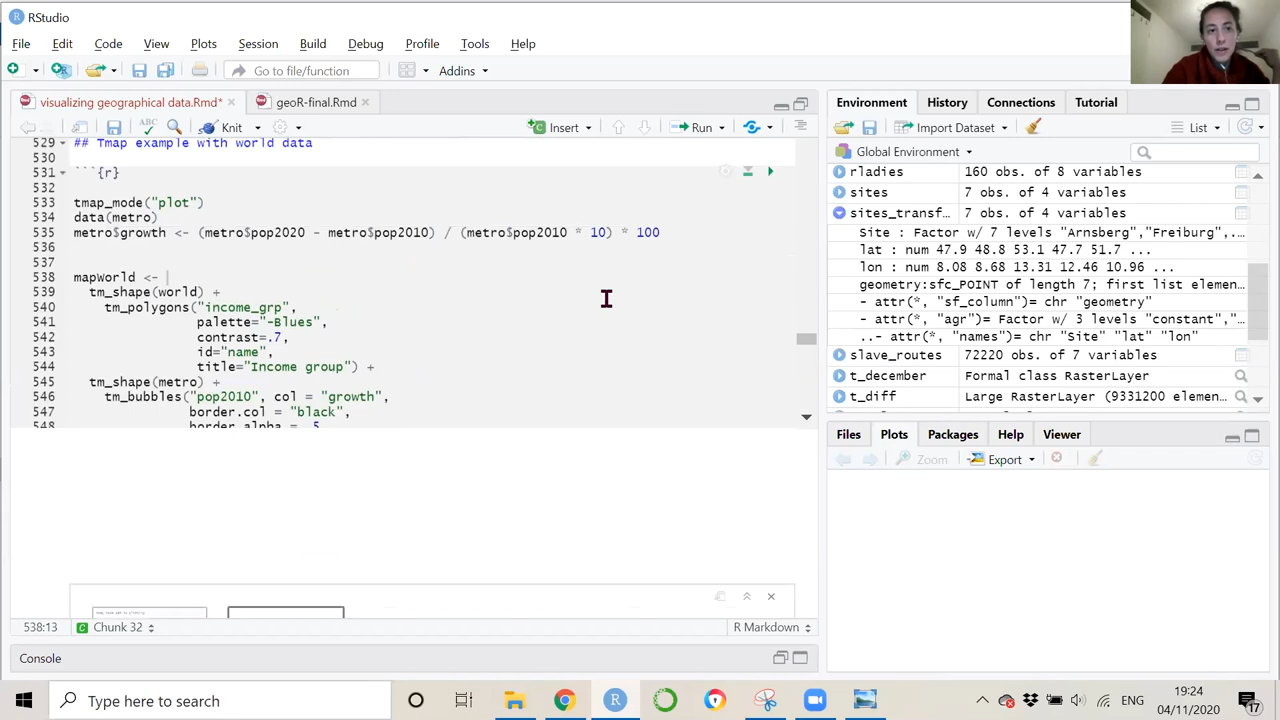 RStudio
File Edit Code View Plots Session Build Debug Profile Tools Help
Go to file/function Addins
visualizing geographical data.Rmd* geoR-final.Rmd
ABC Knit Insert Run
529 ## Tmap example with world data
530
531 ```{r}
532
533 tmap_mode("plot")
534 data(metro)
535 metro$growth <- (metro$pop2020 - metro$pop2010) / (metro$pop2010 * 10) * 100
536
537
538 mapWorld <-
539 tm_shape(world) +
540 tm_polygons("income_grp",
541 palette="-Blues",
542 contrast=.7,
543 id="name",
544 title="Income group") +
545 tm_shape(metro) +
546 tm_bubbles("pop2010", col = "growth",
547 border.col = "black",
548 border.alpha = .5,
538:13 Chunk 32 R Markdown
Console
Environment History Connections Tutorial
Import Dataset List
Global Environment
rladies 160 obs. of 8 variables
sites 7 obs. of 4 variables
sites_transf… 7 obs. of 4 variables
Site : Factor w/ 7 levels "Arnsberg","Freiburg",..
lat : num 47.9 48.8 53.1 47.7 51.7 ...
lon : num 8.08 8.68 13.31 12.46 10.96 ...
geometry:sfc_POINT of length 7; first list elemen…
- attr(*, "sf_column")= chr "geometry"
- attr(*, "agr")= Factor w/ 3 levels "constant",…
..- attr(*, "names")= chr "Site" "lat" "lon"
slave_routes 72220 obs. of 7 variables
t_december Formal class RasterLayer
t_diff Large RasterLayer (9331200 elemen…
Files Plots Packages Help Viewer
Zoom Export
Type here to search
ENG
19:24
04/11/2020
17